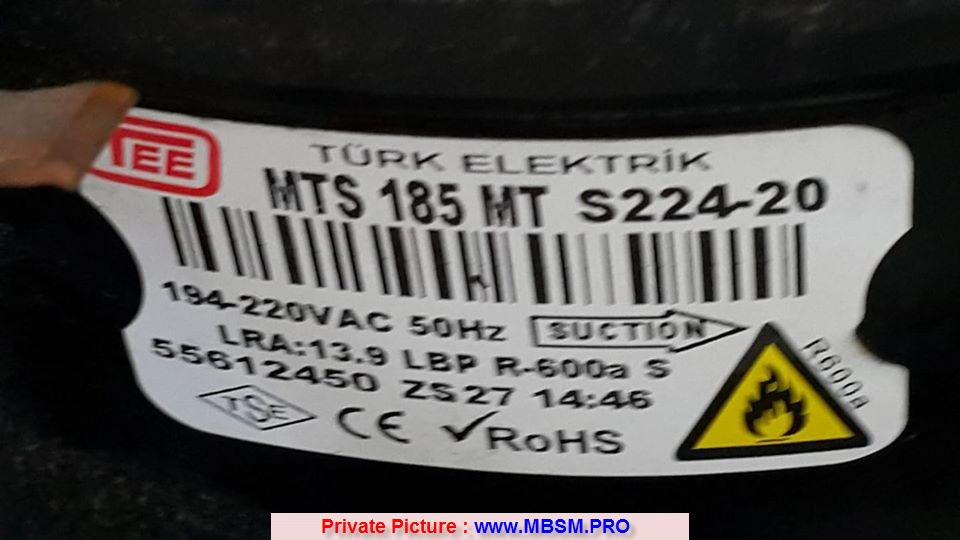 TEE
TÜRK ELEKTRİK
MTS 185 MT S224-20
194-220VAC 50Hz SUCTION
LRA:13.9 LBP R-600a S
R600a
55612450 ZS27 14:46
TSE CE ✓RoHS
Private Picture : www.MBSM.PRO